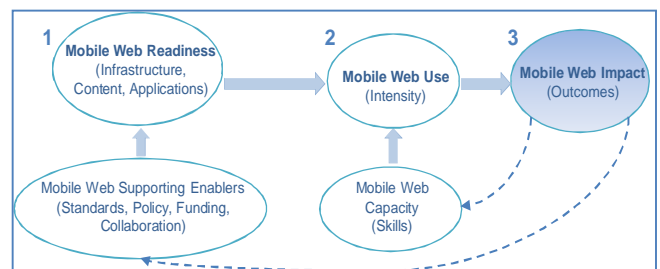 1
Mobile Web Readiness
(Infrastructure,
Content, Applications)
2
Mobile Web Use
(Intensity)
3
Mobile Web Impact
(Outcomes)
Mobile Web Supporting Enablers
(Standards, Policy, Funding,
Collaboration)
Mobile Web
Capacity
(Skills)